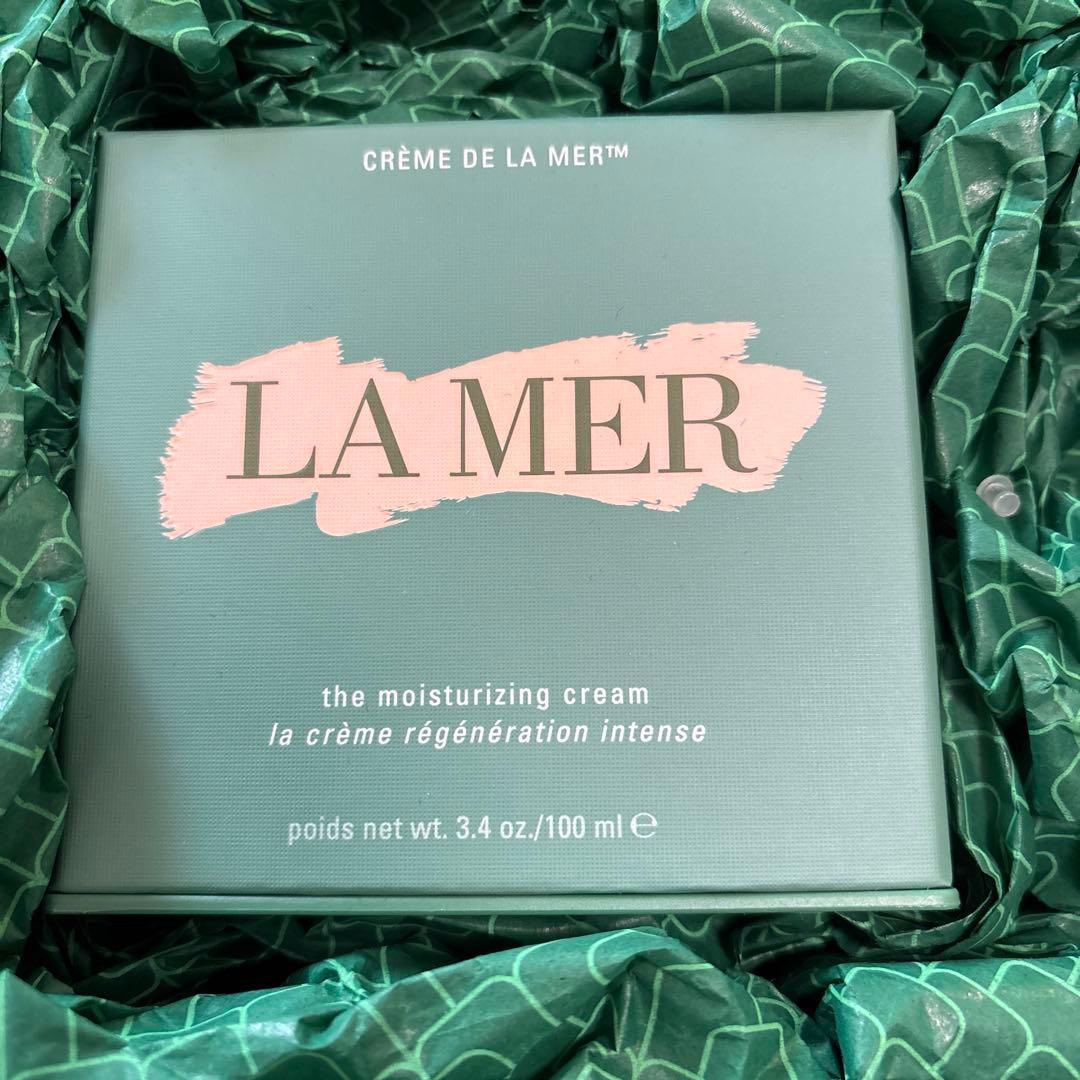 CRÈME DE LA MER™
LA MER
the moisturizing cream
la crème régénération intense
poids net wt. 3.4 oz./100 ml ℮